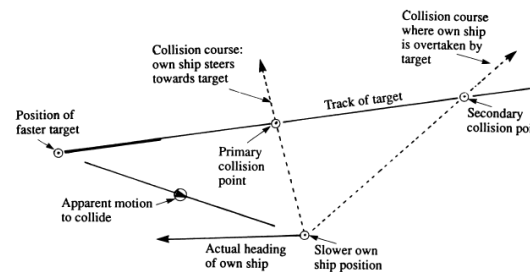 Collision course:
own ship steers
towards target
Collision course
where own ship
is overtaken by
target
Position of
faster target
Track of target
Primary
collision
point
Secondary
collision
Apparent motion
to collide
Actual heading
of own ship
Slower own
ship position